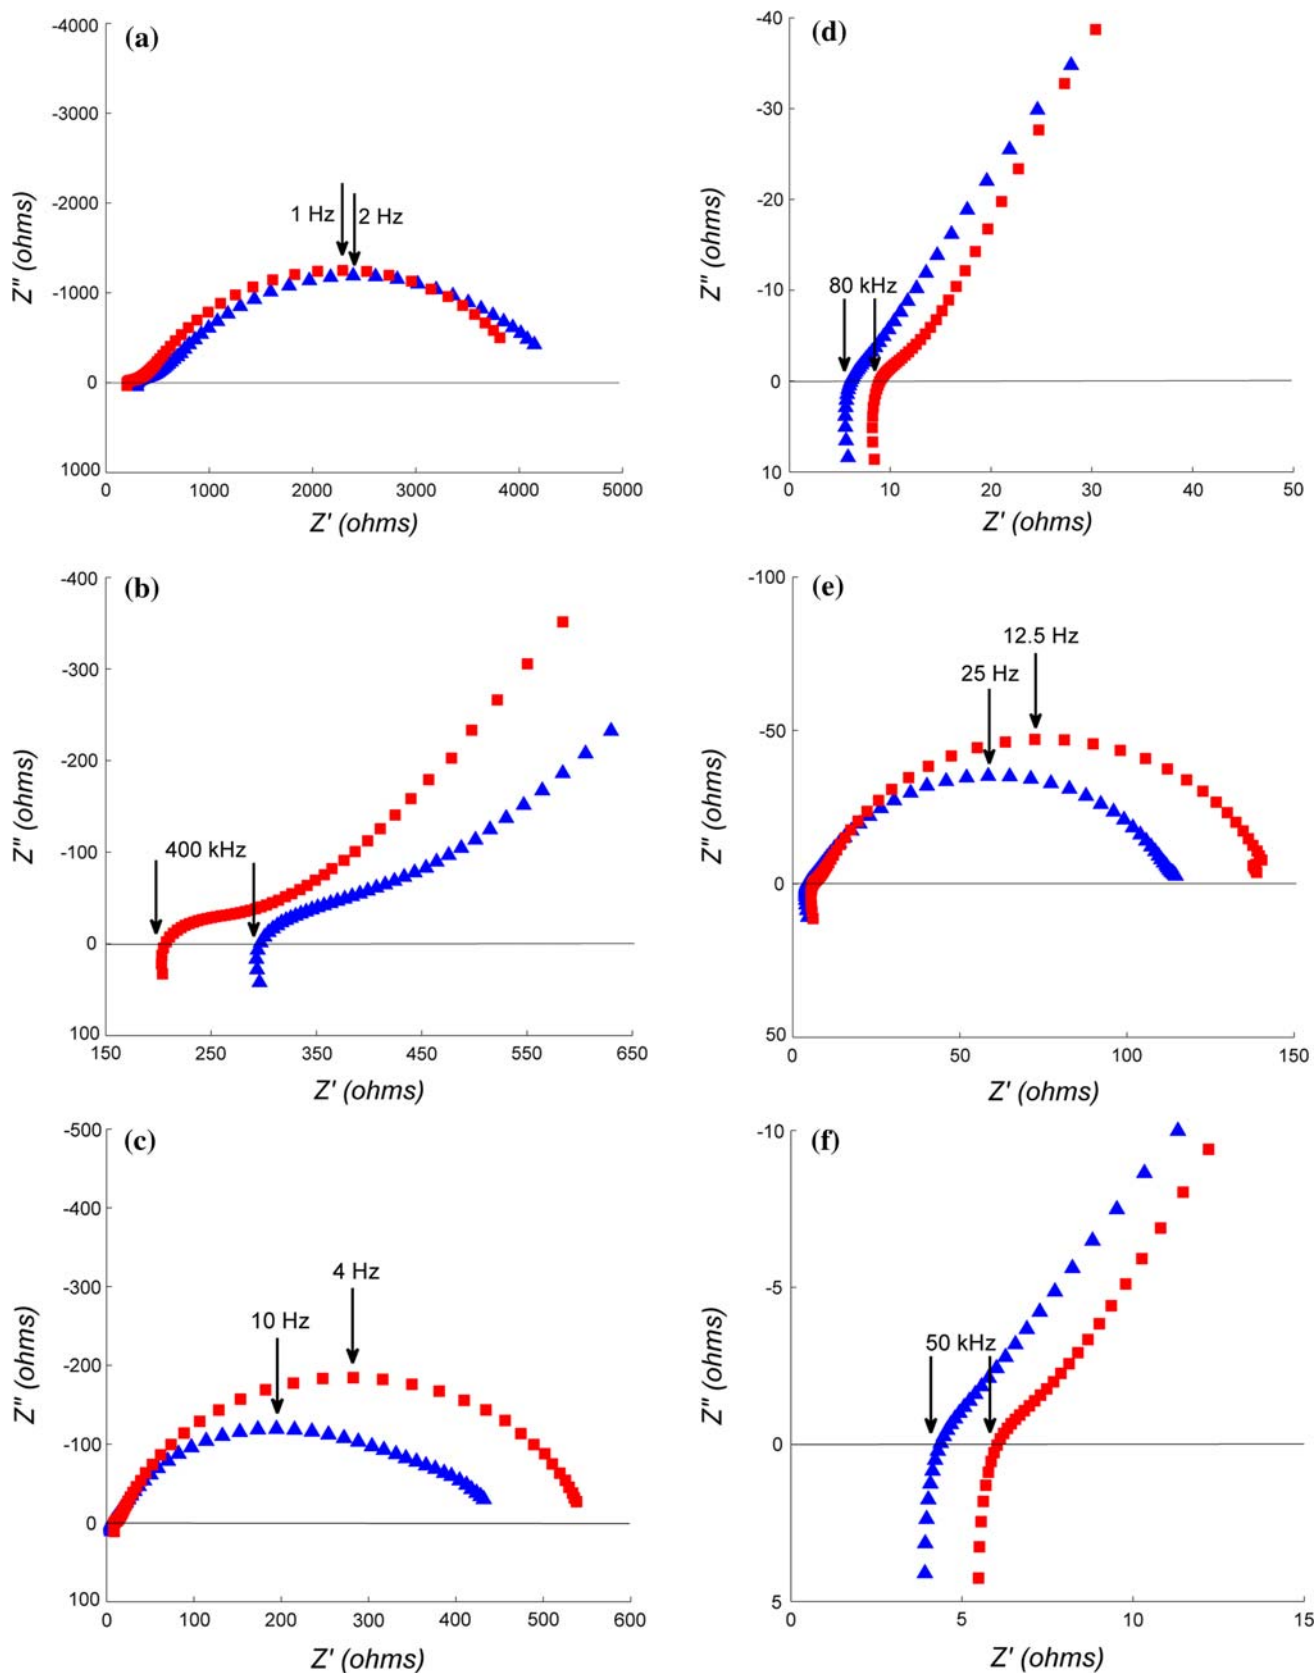 (a)
-4000
-3000
-2000
-1000
0
1000
Z" (ohms)
1 Hz
2 Hz
0
1000
2000
3000
4000
5000
Z' (ohms)
(d)
-40
-30
-20
-10
0
10
Z" (ohms)
80 kHz
0
10
20
30
40
50
Z' (ohms)
(b)
-400
-300
-200
-100
0
100
Z" (ohms)
400 kHz
150
250
350
450
550
650
Z' (ohms)
(e)
-100
-50
0
50
Z" (ohms)
12.5 Hz
25 Hz
0
50
100
150
Z' (ohms)
(c)
-500
-400
-300
-200
-100
0
100
Z" (ohms)
4 Hz
10 Hz
0
100
200
300
400
500
600
Z' (ohms)
(f)
-10
-5
0
5
Z" (ohms)
50 kHz
0
5
10
15
Z' (ohms)